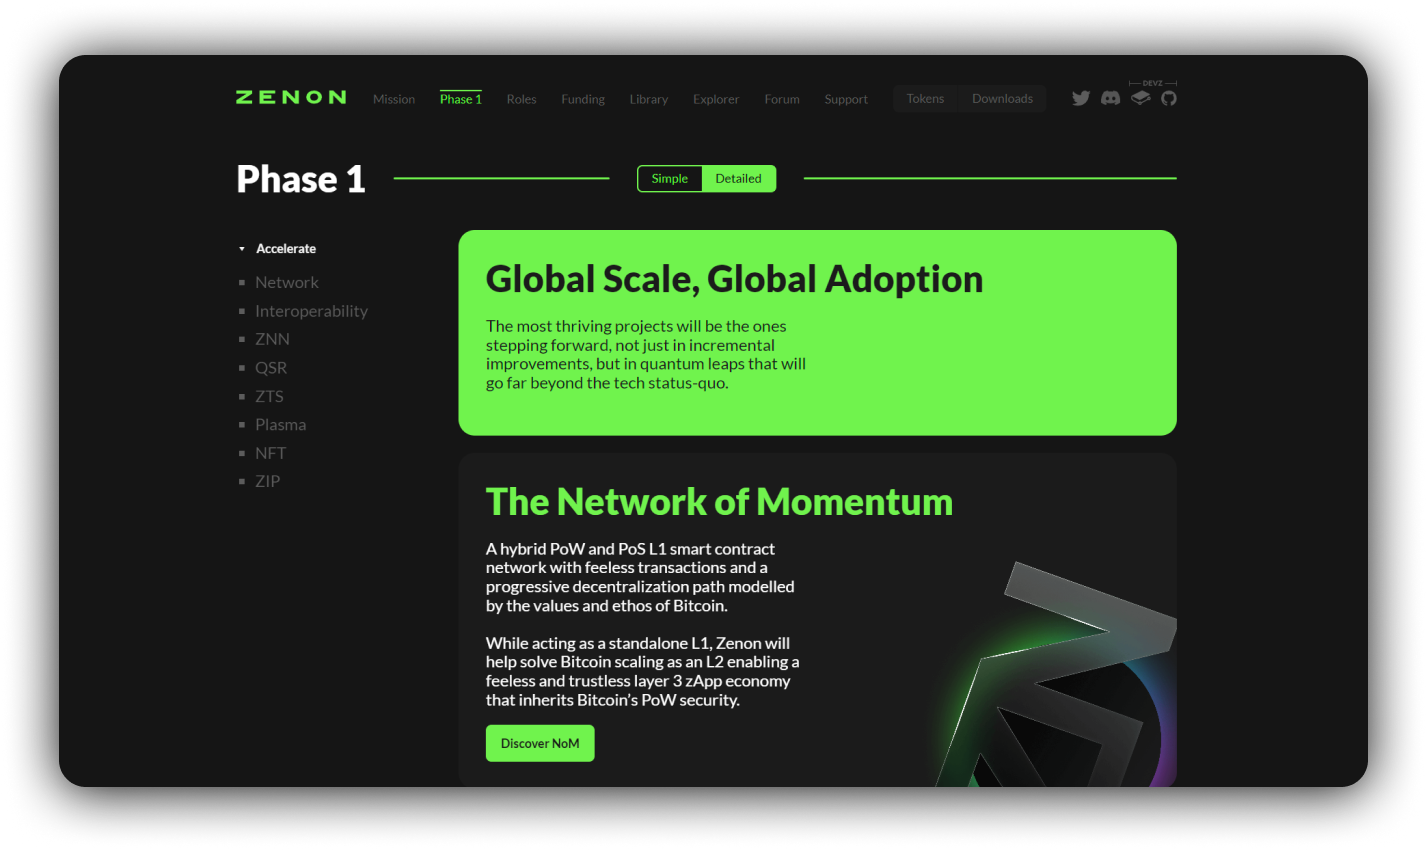 DEVZ
ZENON Mission Phase 1 Roles Funding Library Explorer Forum Support Tokens Downloads
Phase 1
Simple Detailed
Accelerate
Network
Interoperability
ZNN
QSR
ZTS
Plasma
NFT
ZIP
Global Scale, Global Adoption
The most thriving projects will be the ones
stepping forward, not just in incremental
improvements, but in quantum leaps that will
go far beyond the tech status-quo.
The Network of Momentum
A hybrid PoW and PoS L1 smart contract
network with feeless transactions and a
progressive decentralization path modelled
by the values and ethos of Bitcoin.
While acting as a standalone L1, Zenon will
help solve Bitcoin scaling as an L2 enabling a
feeless and trustless layer 3 zApp economy
that inherits Bitcoin’s PoW security.
Discover NoM